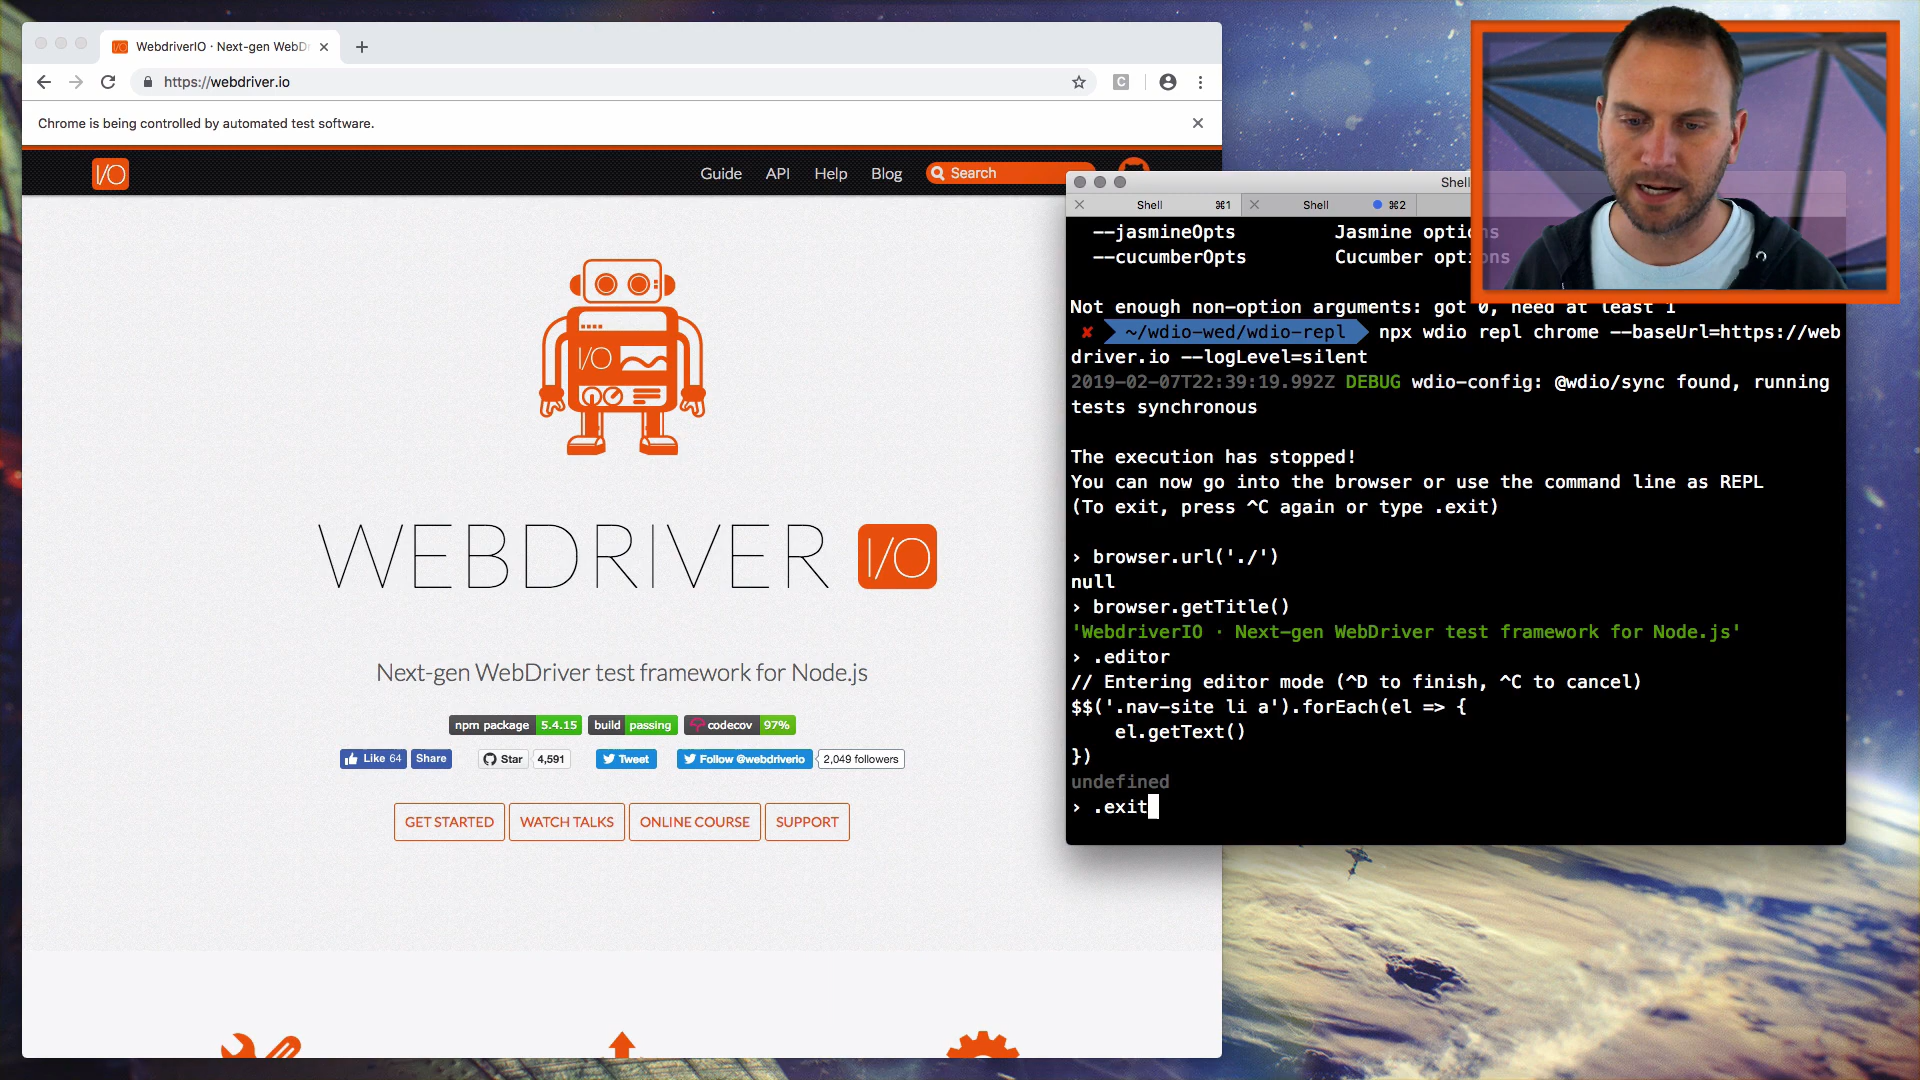 WebdriverIO · Next-gen WebD
https://webdriver.io
C
Chrome is being controlled by automated test software.
I/O
Guide
API
Help
Blog
Search
I/O
WEBDRIVER I/O
Next-gen WebDriver test framework for Node.js
npm package 5.4.15
build passing
codecov 97%
Like 64
Share
Star
4,591
Tweet
Follow @webdriverio
2,049 followers
GET STARTED
WATCH TALKS
ONLINE COURSE
SUPPORT
Shell
Shell ⌘1
Shell ⌘2
--jasmineOpts Jasmine options
--cucumberOpts Cucumber options
Not enough non-option arguments: got 0, need at least 1
✘ ~/wdio-wed/wdio-repl npx wdio repl chrome --baseUrl=https://web
driver.io --logLevel=silent
2019-02-07T22:39:19.992Z DEBUG wdio-config: @wdio/sync found, running
tests synchronous
The execution has stopped!
You can now go into the browser or use the command line as REPL
(To exit, press ^C again or type .exit)
› browser.url('./')
null
› browser.getTitle()
'WebdriverIO · Next-gen WebDriver test framework for Node.js'
› .editor
// Entering editor mode (^D to finish, ^C to cancel)
$$('.nav-site li a').forEach(el => {
el.getText()
})
undefined
› .exit